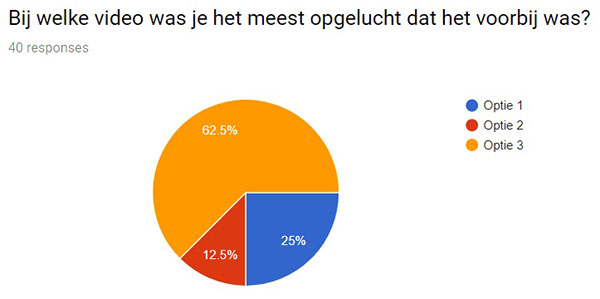 Bij welke video was je het meest opgelucht dat het voorbij was?
40 responses
62.5%
25%
12.5%
Optie 1
Optie 2
Optie 3